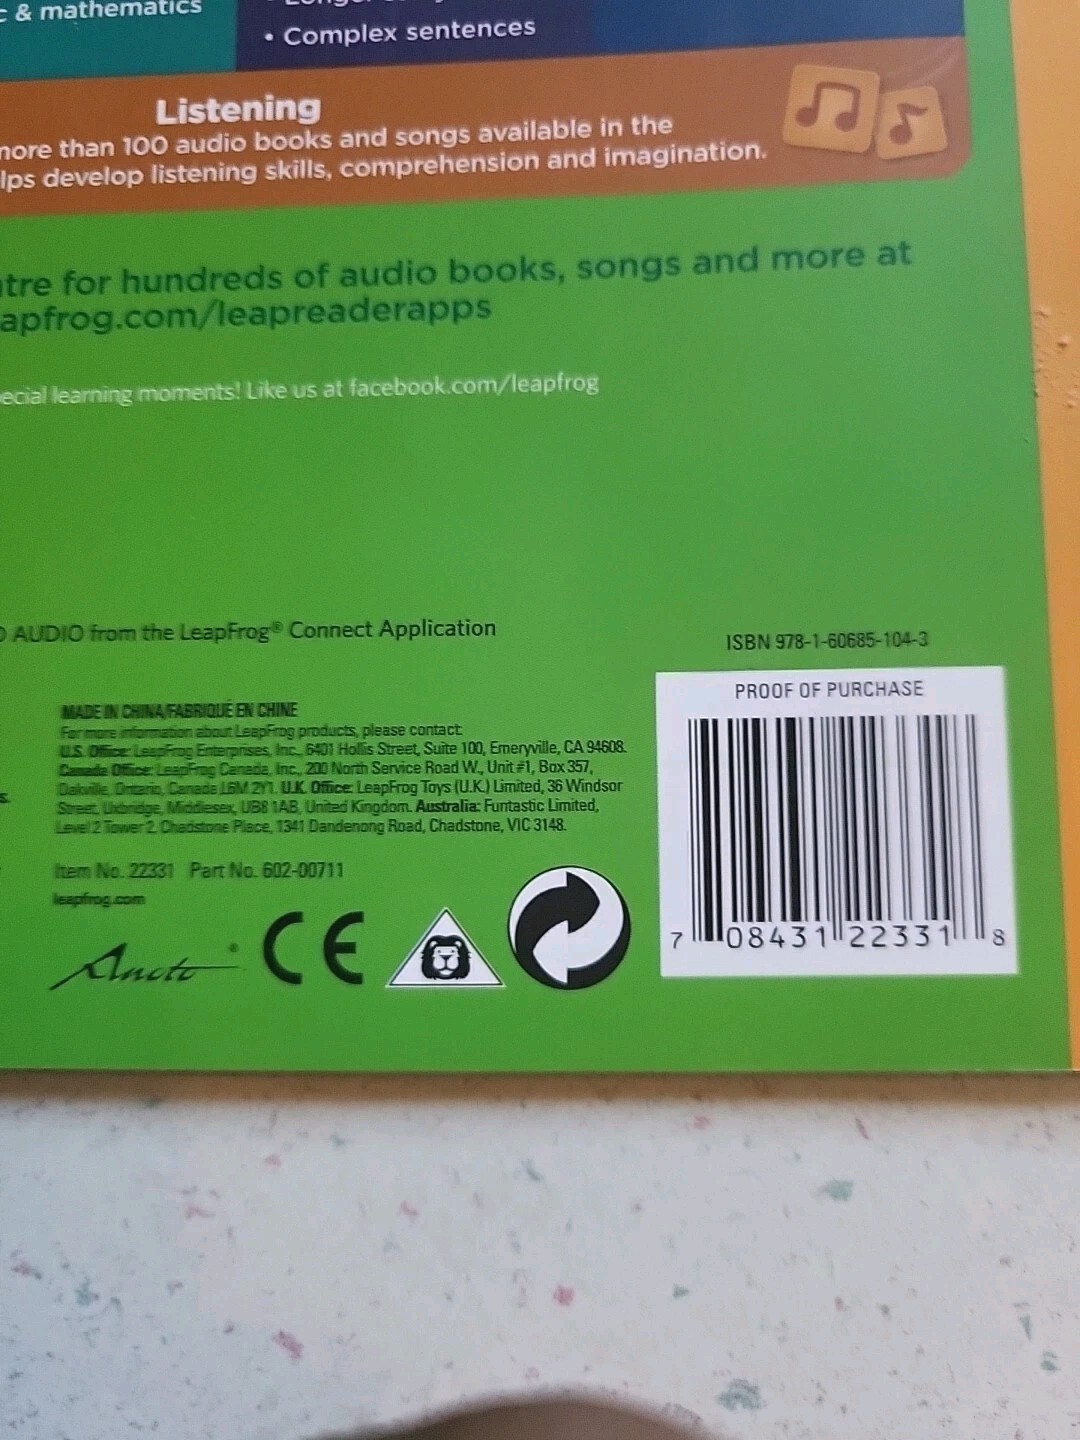 c & mathematics
• Complex sentences
Listening
more than 100 audio books and songs available in the
lps develop listening skills, comprehension and imagination.
tre for hundreds of audio books, songs and more at
apfrog.com/leapreaderapps
ecial learning moments! Like us at facebook.com/leapfrog
AUDIO from the LeapFrog® Connect Application
ISBN 978-1-60685-104-3
PROOF OF PURCHASE
MADE IN CHINA/FABRIQUÉ EN CHINE
For more information about LeapFrog products, please contact:
U.S. Office: LeapFrog Enterprises, Inc., 6401 Hollis Street, Suite 100, Emeryville, CA 94608.
Canada Office: LeapFrog Canada, Inc., 200 North Service Road W., Unit #1, Box 357,
Oakville, Ontario, Canada L6M 2Y1. U.K. Office: LeapFrog Toys (U.K.) Limited, 36 Windsor
Street, Uxbridge, Middlesex, UB8 1AB, United Kingdom. Australia: Funtastic Limited,
Level 2 Tower 2, Chadstone Place, 1341 Dandenong Road, Chadstone, VIC 3148.
Item No. 22331 Part No. 602-00711
leapfrog.com
Anoto
CE
7 08431 22331 8